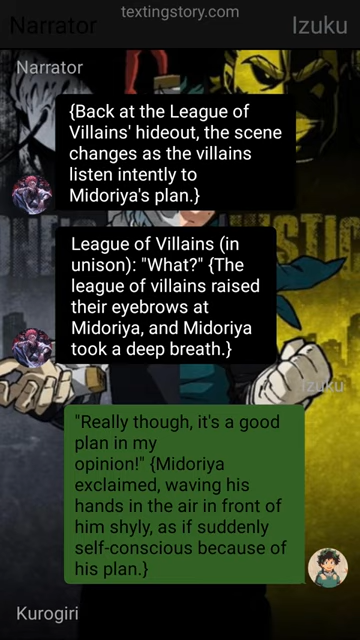 textingstory.com
Narrator
Izuku
Narrator
{Back at the League of
Villains' hideout, the scene
changes as the villains
listen intently to
Midoriya's plan.}
League of Villains (in
unison): "What?" {The
league of villains raised
their eyebrows at
Midoriya, and Midoriya
took a deep breath.}
Izuku
"Really though, it's a good
plan in my
opinion!" {Midoriya
exclaimed, waving his
hands in the air in front of
him shyly, as if suddenly
self-conscious because of
his plan.}
Kurogiri